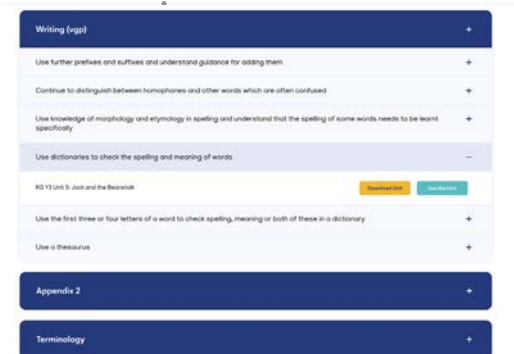 Writing (vgp) +
Use further prefixes and suffixes and understand guidance for adding them +
Continue to distinguish between homophones and other words which are often confused +
Use knowledge of morphology and etymology in spelling and understand that the spelling of some words needs to be learnt +
specifically
Use dictionaries to check the spelling and meaning of words −
RG Y3 Unit 5: Jack and the Beanstalk Download Unit See the Unit
Use the first three or four letters of a word to check spelling, meaning or both of these in a dictionary +
Use a thesaurus +
Appendix 2 +
Terminology +